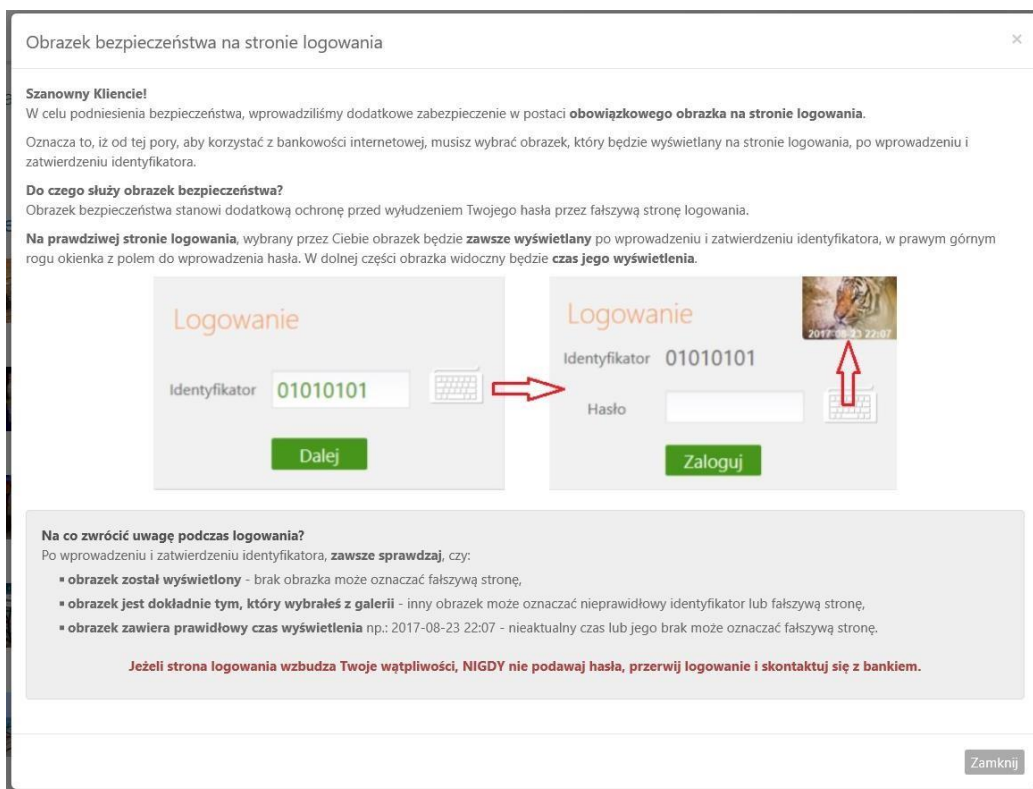 Obrazek bezpieczeństwa na stronie logowania ×
Szanowny Kliencie!
W celu podniesienia bezpieczeństwa, wprowadziliśmy dodatkowe zabezpieczenie w postaci obowiązkowego obrazka na stronie logowania.
Oznacza to, iż od tej pory, aby korzystać z bankowości internetowej, musisz wybrać obrazek, który będzie wyświetlany na stronie logowania, po wprowadzeniu i
zatwierdzeniu identyfikatora.
Do czego służy obrazek bezpieczeństwa?
Obrazek bezpieczeństwa stanowi dodatkową ochronę przed wyłudzeniem Twojego hasła przez fałszywą stronę logowania.
Na prawdziwej stronie logowania, wybrany przez Ciebie obrazek będzie zawsze wyświetlany po wprowadzeniu i zatwierdzeniu identyfikatora, w prawym górnym
rogu okienka z polem do wprowadzenia hasła. W dolnej części obrazka widoczny będzie czas jego wyświetlenia.
Logowanie
Identyfikator 01010101
Dalej
Logowanie
2017-08-23 22:07
Identyfikator 01010101
Hasło
Zaloguj
Na co zwrócić uwagę podczas logowania?
Po wprowadzeniu i zatwierdzeniu identyfikatora, zawsze sprawdzaj, czy:
▪ obrazek został wyświetlony - brak obrazka może oznaczać fałszywą stronę,
▪ obrazek jest dokładnie tym, który wybrałeś z galerii - inny obrazek może oznaczać nieprawidłowy identyfikator lub fałszywą stronę,
▪ obrazek zawiera prawidłowy czas wyświetlenia np.: 2017-08-23 22:07 - nieaktualny czas lub jego brak może oznaczać fałszywą stronę.
Jeżeli strona logowania wzbudza Twoje wątpliwości, NIGDY nie podawaj hasła, przerwij logowanie i skontaktuj się z bankiem.
Zamknij